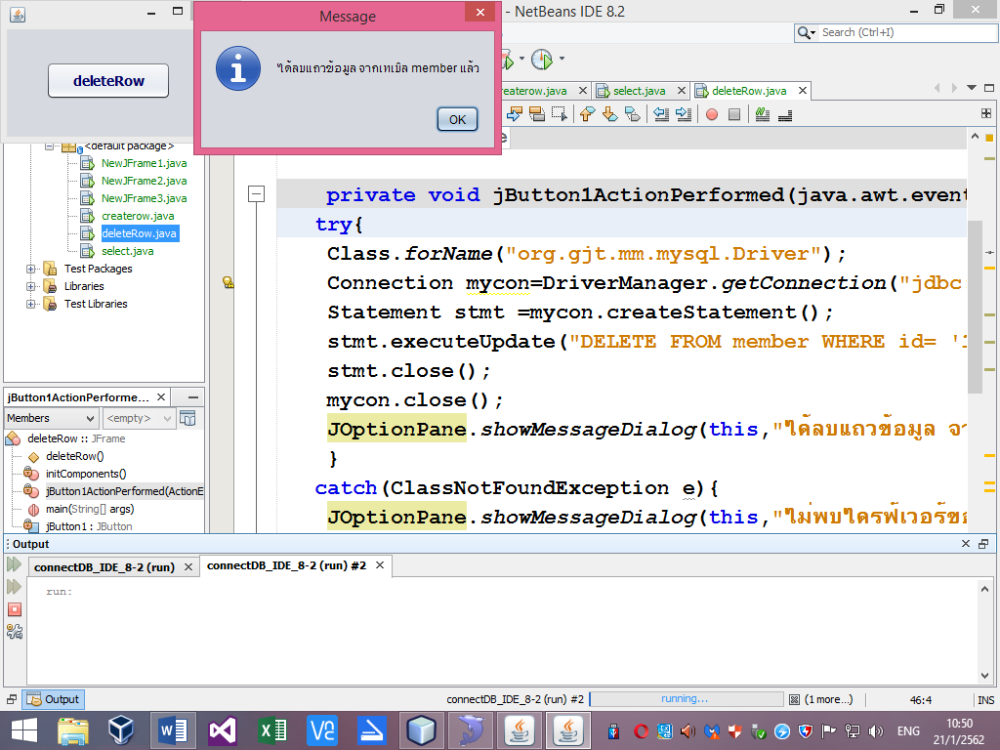 Message
- NetBeans IDE 8.2
Search (Ctrl+I)
deleteRow
ได้ลบแถวข้อมูล จากเทเบิล member แล้ว
OK
createrow.java
select.java
deleteRow.java
<default package>
NewJFrame1.java
NewJFrame2.java
NewJFrame3.java
createrow.java
deleteRow.java
select.java
Test Packages
Libraries
Test Libraries
private void jButton1ActionPerformed(java.awt.event
try{
Class.forName("org.gjt.mm.mysql.Driver");
Connection mycon=DriverManager.getConnection("jdbc
Statement stmt =mycon.createStatement();
stmt.executeUpdate("DELETE FROM member WHERE id= '
stmt.close();
mycon.close();
JOptionPane.showMessageDialog(this,"ได้ลบแถวข้อมูล จา
}
catch(ClassNotFoundException e){
JOptionPane.showMessageDialog(this,"ไม่พบไดรฟ์เวอร์ขอ
jButton1ActionPerforme...
Members
<empty>
deleteRow :: JFrame
deleteRow()
initComponents()
jButton1ActionPerformed(ActionE
main(String[] args)
jButton1 : JButton
Output
connectDB_IDE_8-2 (run)
connectDB_IDE_8-2 (run) #2
run:
Output
connectDB_IDE_8-2 (run) #2
running...
(1 more...)
46:4
INS
ENG
10:50
21/1/2562